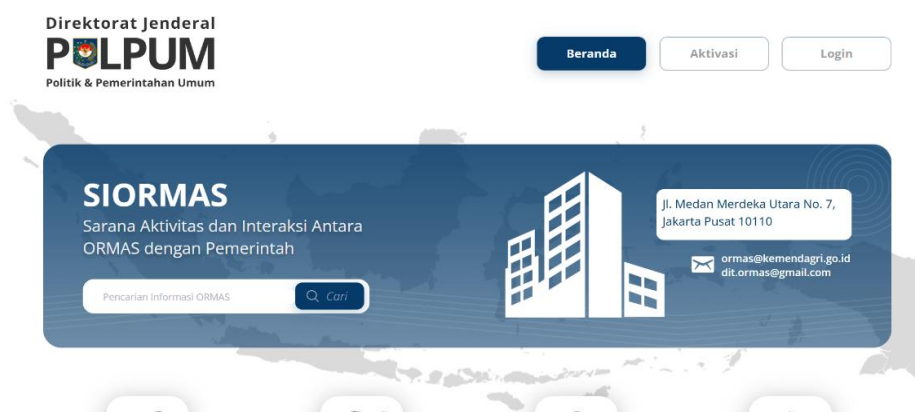 Direktorat Jenderal
POLPUM
Politik & Pemerintahan Umum
Beranda
Aktivasi
Login
SIORMAS
Sarana Aktivitas dan Interaksi Antara
ORMAS dengan Pemerintah
Pencarian Informasi ORMAS
Cari
Jl. Medan Merdeka Utara No. 7,
Jakarta Pusat 10110
ormas@kemendagri.go.id
dit.ormas@gmail.com